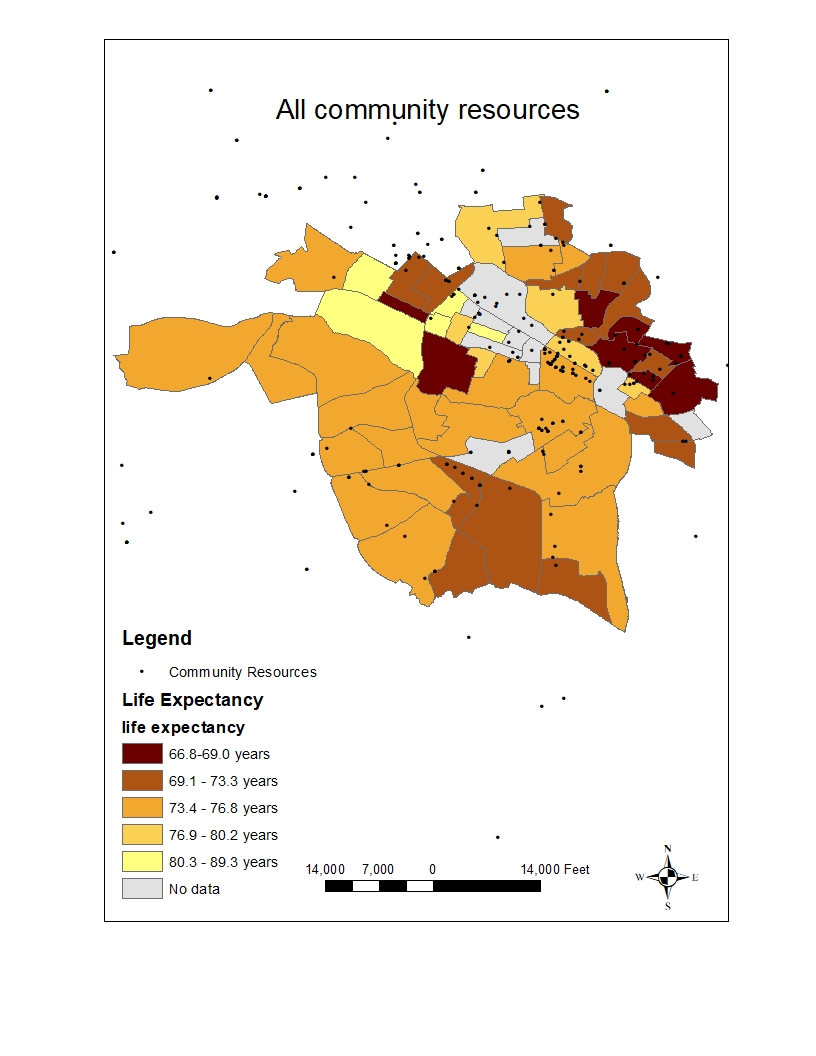 All community resources
Legend
Community Resources
Life Expectancy
life expectancy
66.8-69.0 years
69.1 - 73.3 years
73.4 - 76.8 years
76.9 - 80.2 years
80.3 - 89.3 years
No data
14,000 7,000 0 14,000 Feet
N
W E
S